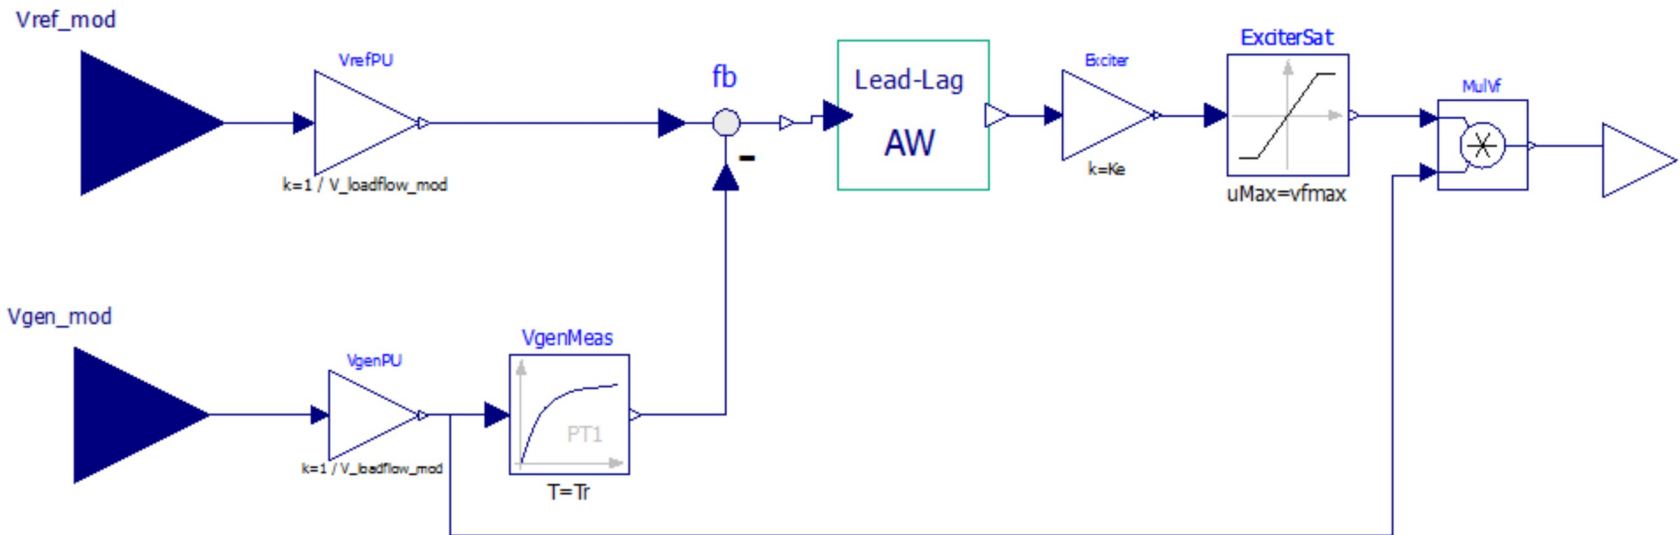 Vref_mod
VrefPU
k=1 / V_loadflow_mod
fb
-
Lead-Lag
AW
Exciter
k=Ke
ExciterSat
uMax=vfmax
MulVf
*
Vgen_mod
VgenPU
k=1 / V_loadflow_mod
VgenMeas
PT1
T=Tr